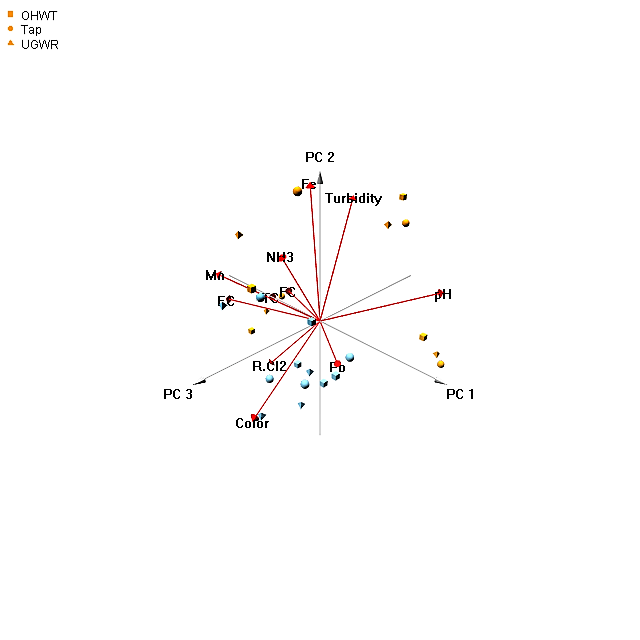 OHWT
Tap
UGWR
PC 2
Fe
Turbidity
NH3
Mn
FC
TC
EC
pH
R.Cl2
Pb
PC 3
PC 1
Color